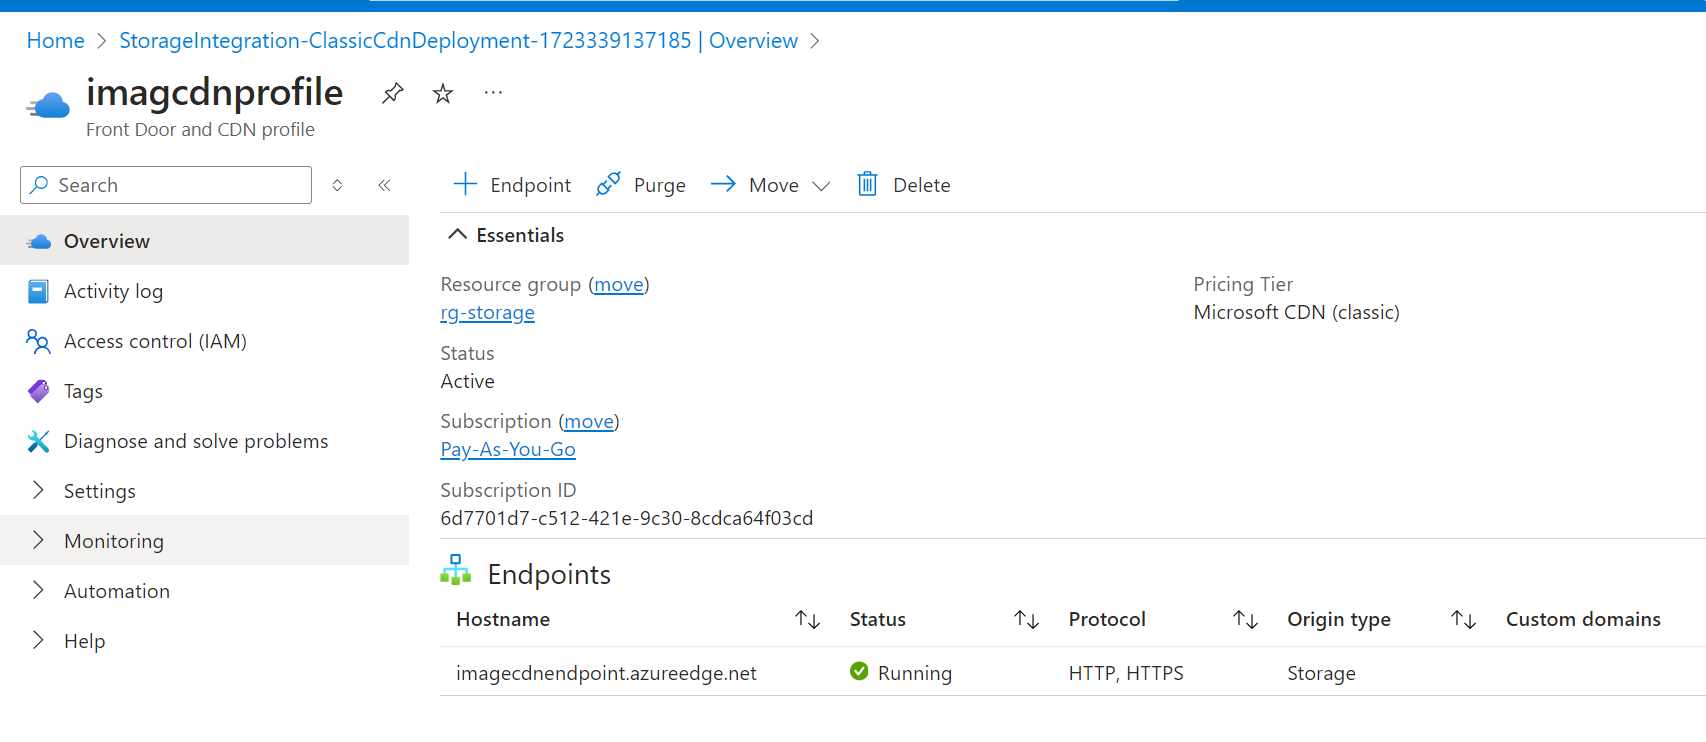 Home > StorageIntegration-ClassicCdnDeployment-1723339137185 | Overview >
imagcdnprofile ...
Front Door and CDN profile
Search
Overview
Activity log
Access control (IAM)
Tags
Diagnose and solve problems
Settings
Monitoring
Automation
Help
Endpoint Purge Move Delete
Essentials
Resource group (move)
rg-storage
Status
Active
Subscription (move)
Pay-As-You-Go
Subscription ID
6d7701d7-c512-421e-9c30-8cdca64f03cd
Pricing Tier
Microsoft CDN (classic)
Endpoints
Hostname Status Protocol Origin type Custom domains
imagecdnendpoint.azureedge.net Running HTTP, HTTPS Storage